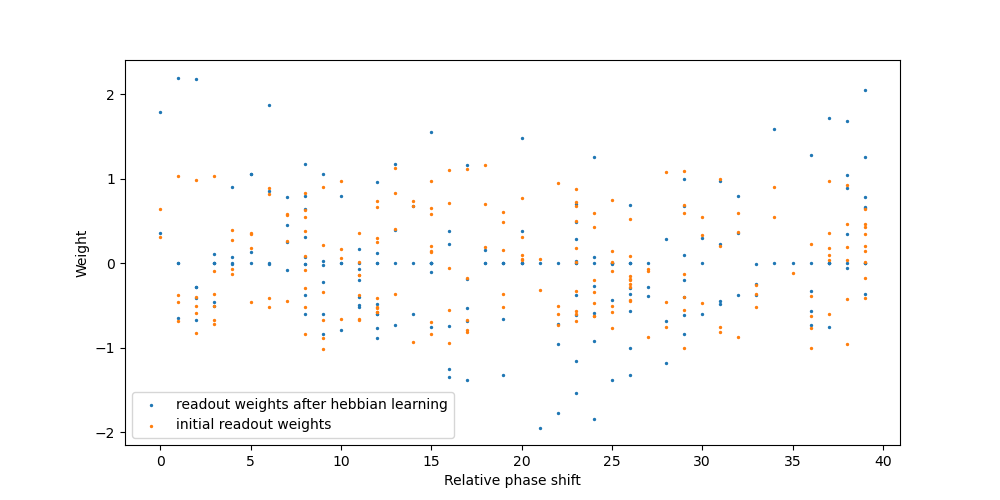 2
1
0
−1
−2
Weight
readout weights after hebbian learning
initial readout weights
0 5 10 15 20 25 30 35 40
Relative phase shift